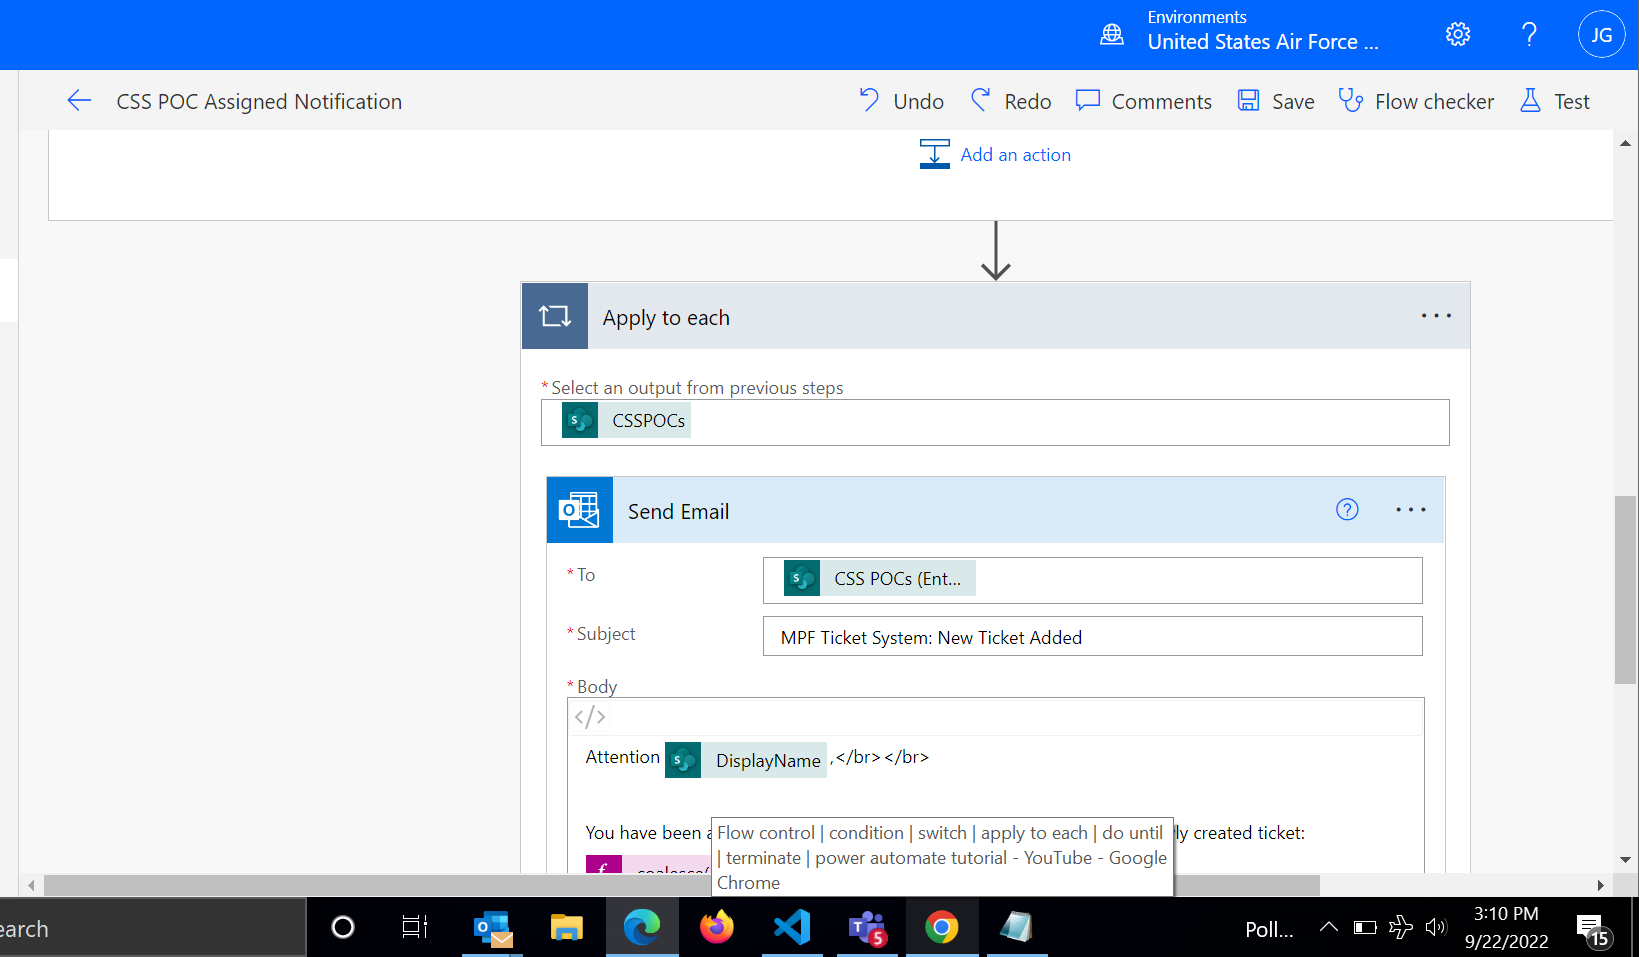 Environments
United States Air Force ...
JG
CSS POC Assigned Notification
Undo
Redo
Comments
Save
Flow checker
Test
Add an action
Apply to each
* Select an output from previous steps
CSSPOCs
Send Email
* To
CSS POCs (Ent...
* Subject
MPF Ticket System: New Ticket Added
* Body
</>
Attention DisplayName ,</br></br>
You have been
ly created ticket:
coalesce(
Flow control | condition | switch | apply to each | do until
| terminate | power automate tutorial - YouTube - Google
Chrome
earch
5
Poll...
3:10 PM
9/22/2022
15